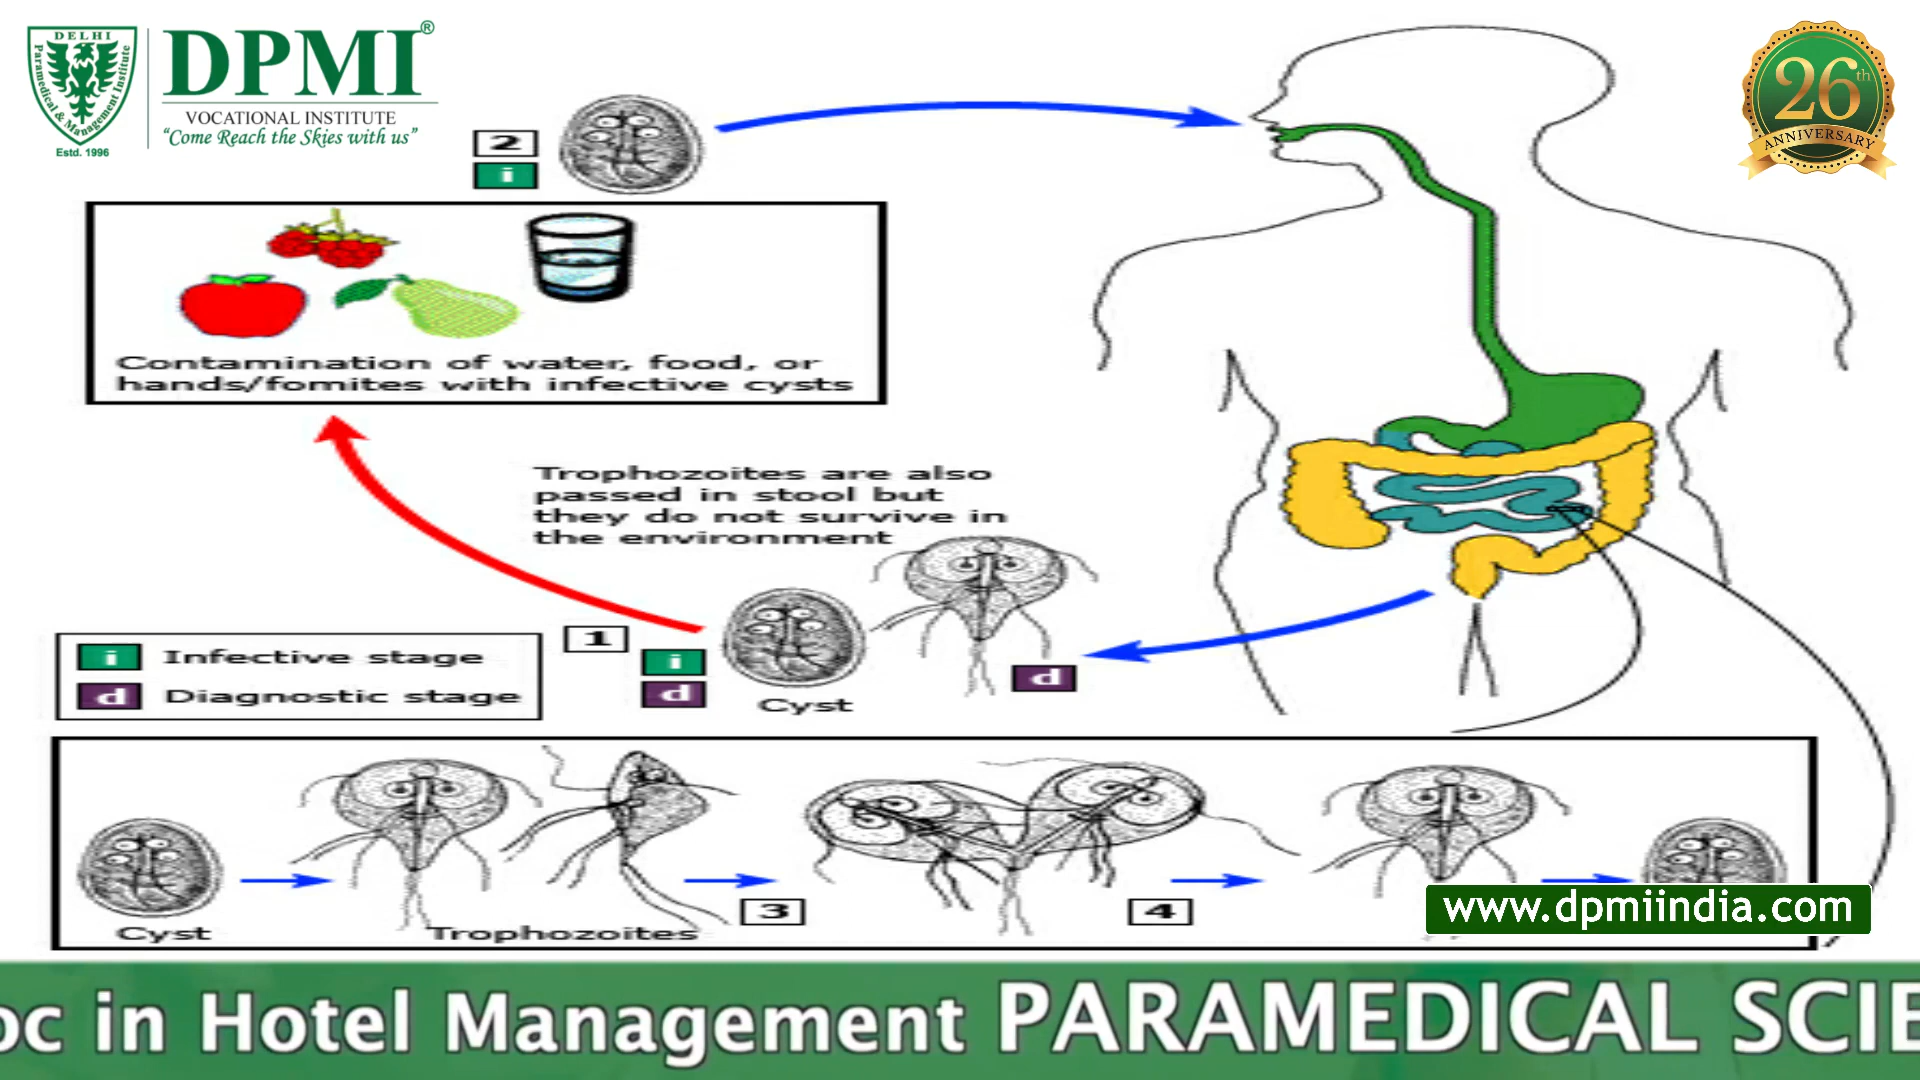 DELHI
Paramedical & Management Institute
Estd. 1996
DPMI®
VOCATIONAL INSTITUTE
“Come Reach the Skies with us”
26th
ANNIVERSARY
2
i
Contamination of water, food, or
hands/fomites with infective cysts
Trophozoites are also
passed in stool but
they do not survive in
the environment
i Infective stage
d Diagnostic stage
1
i
d
Cyst
d
Cyst
Trophozoites
3
4
www.dpmiindia.com
oc in Hotel Management PARAMEDICAL SCIE